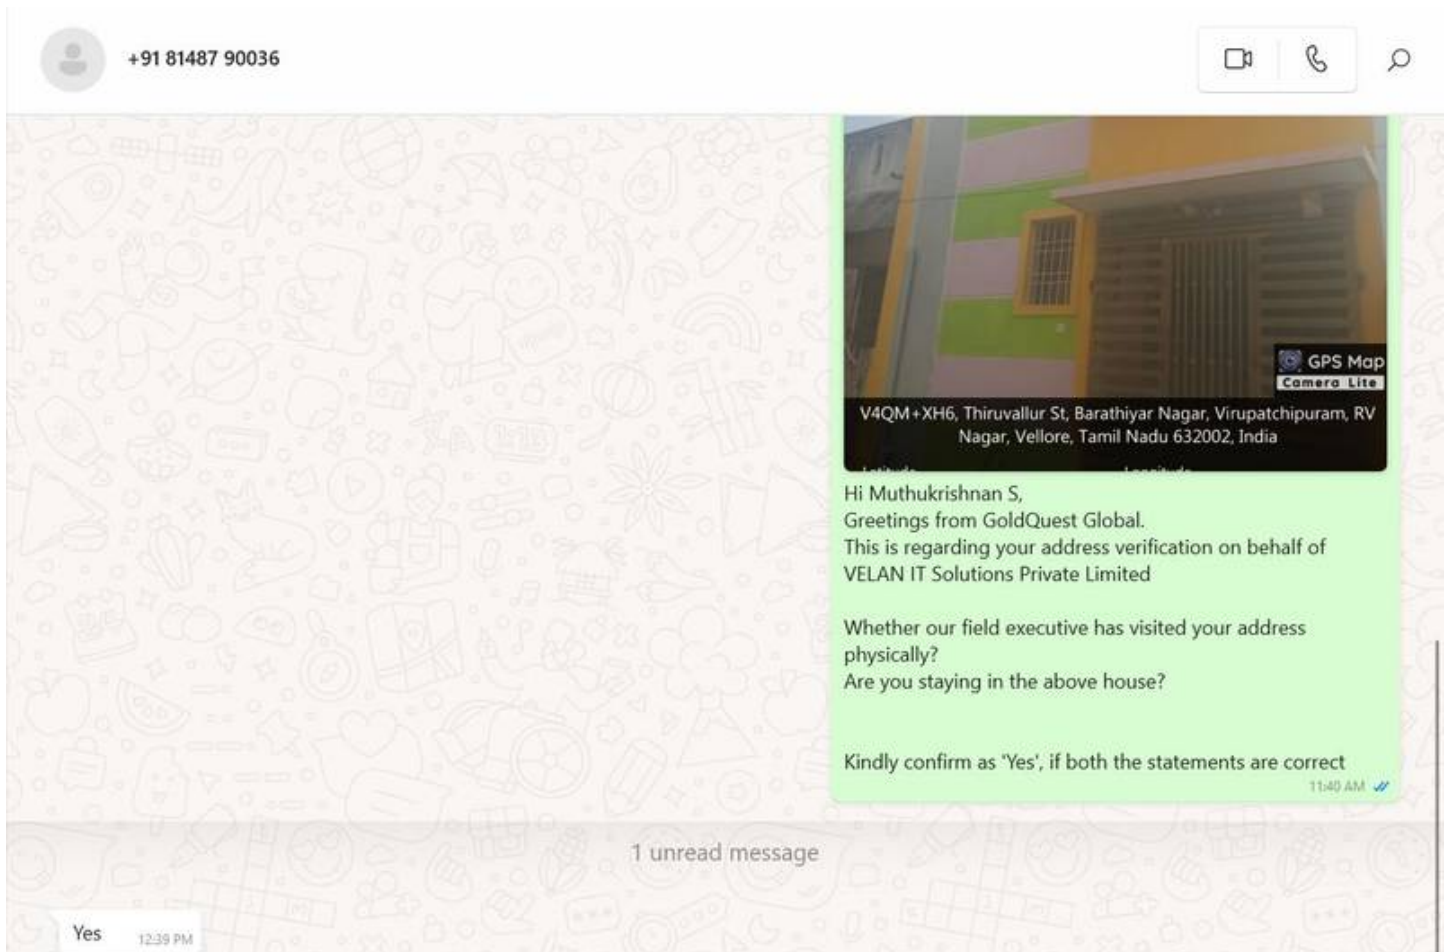 +91 81487 90036
GPS Map
Camera Lite
V4QM+XH6, Thiruvallur St, Barathiyar Nagar, Virupatchipuram, RV
Nagar, Vellore, Tamil Nadu 632002, India
Latitude Longitude
Hi Muthukrishnan S,
Greetings from GoldQuest Global.
This is regarding your address verification on behalf of
VELAN IT Solutions Private Limited
Whether our field executive has visited your address
physically?
Are you staying in the above house?
Kindly confirm as 'Yes', if both the statements are correct
11:40 AM
1 unread message
Yes 12:39 PM